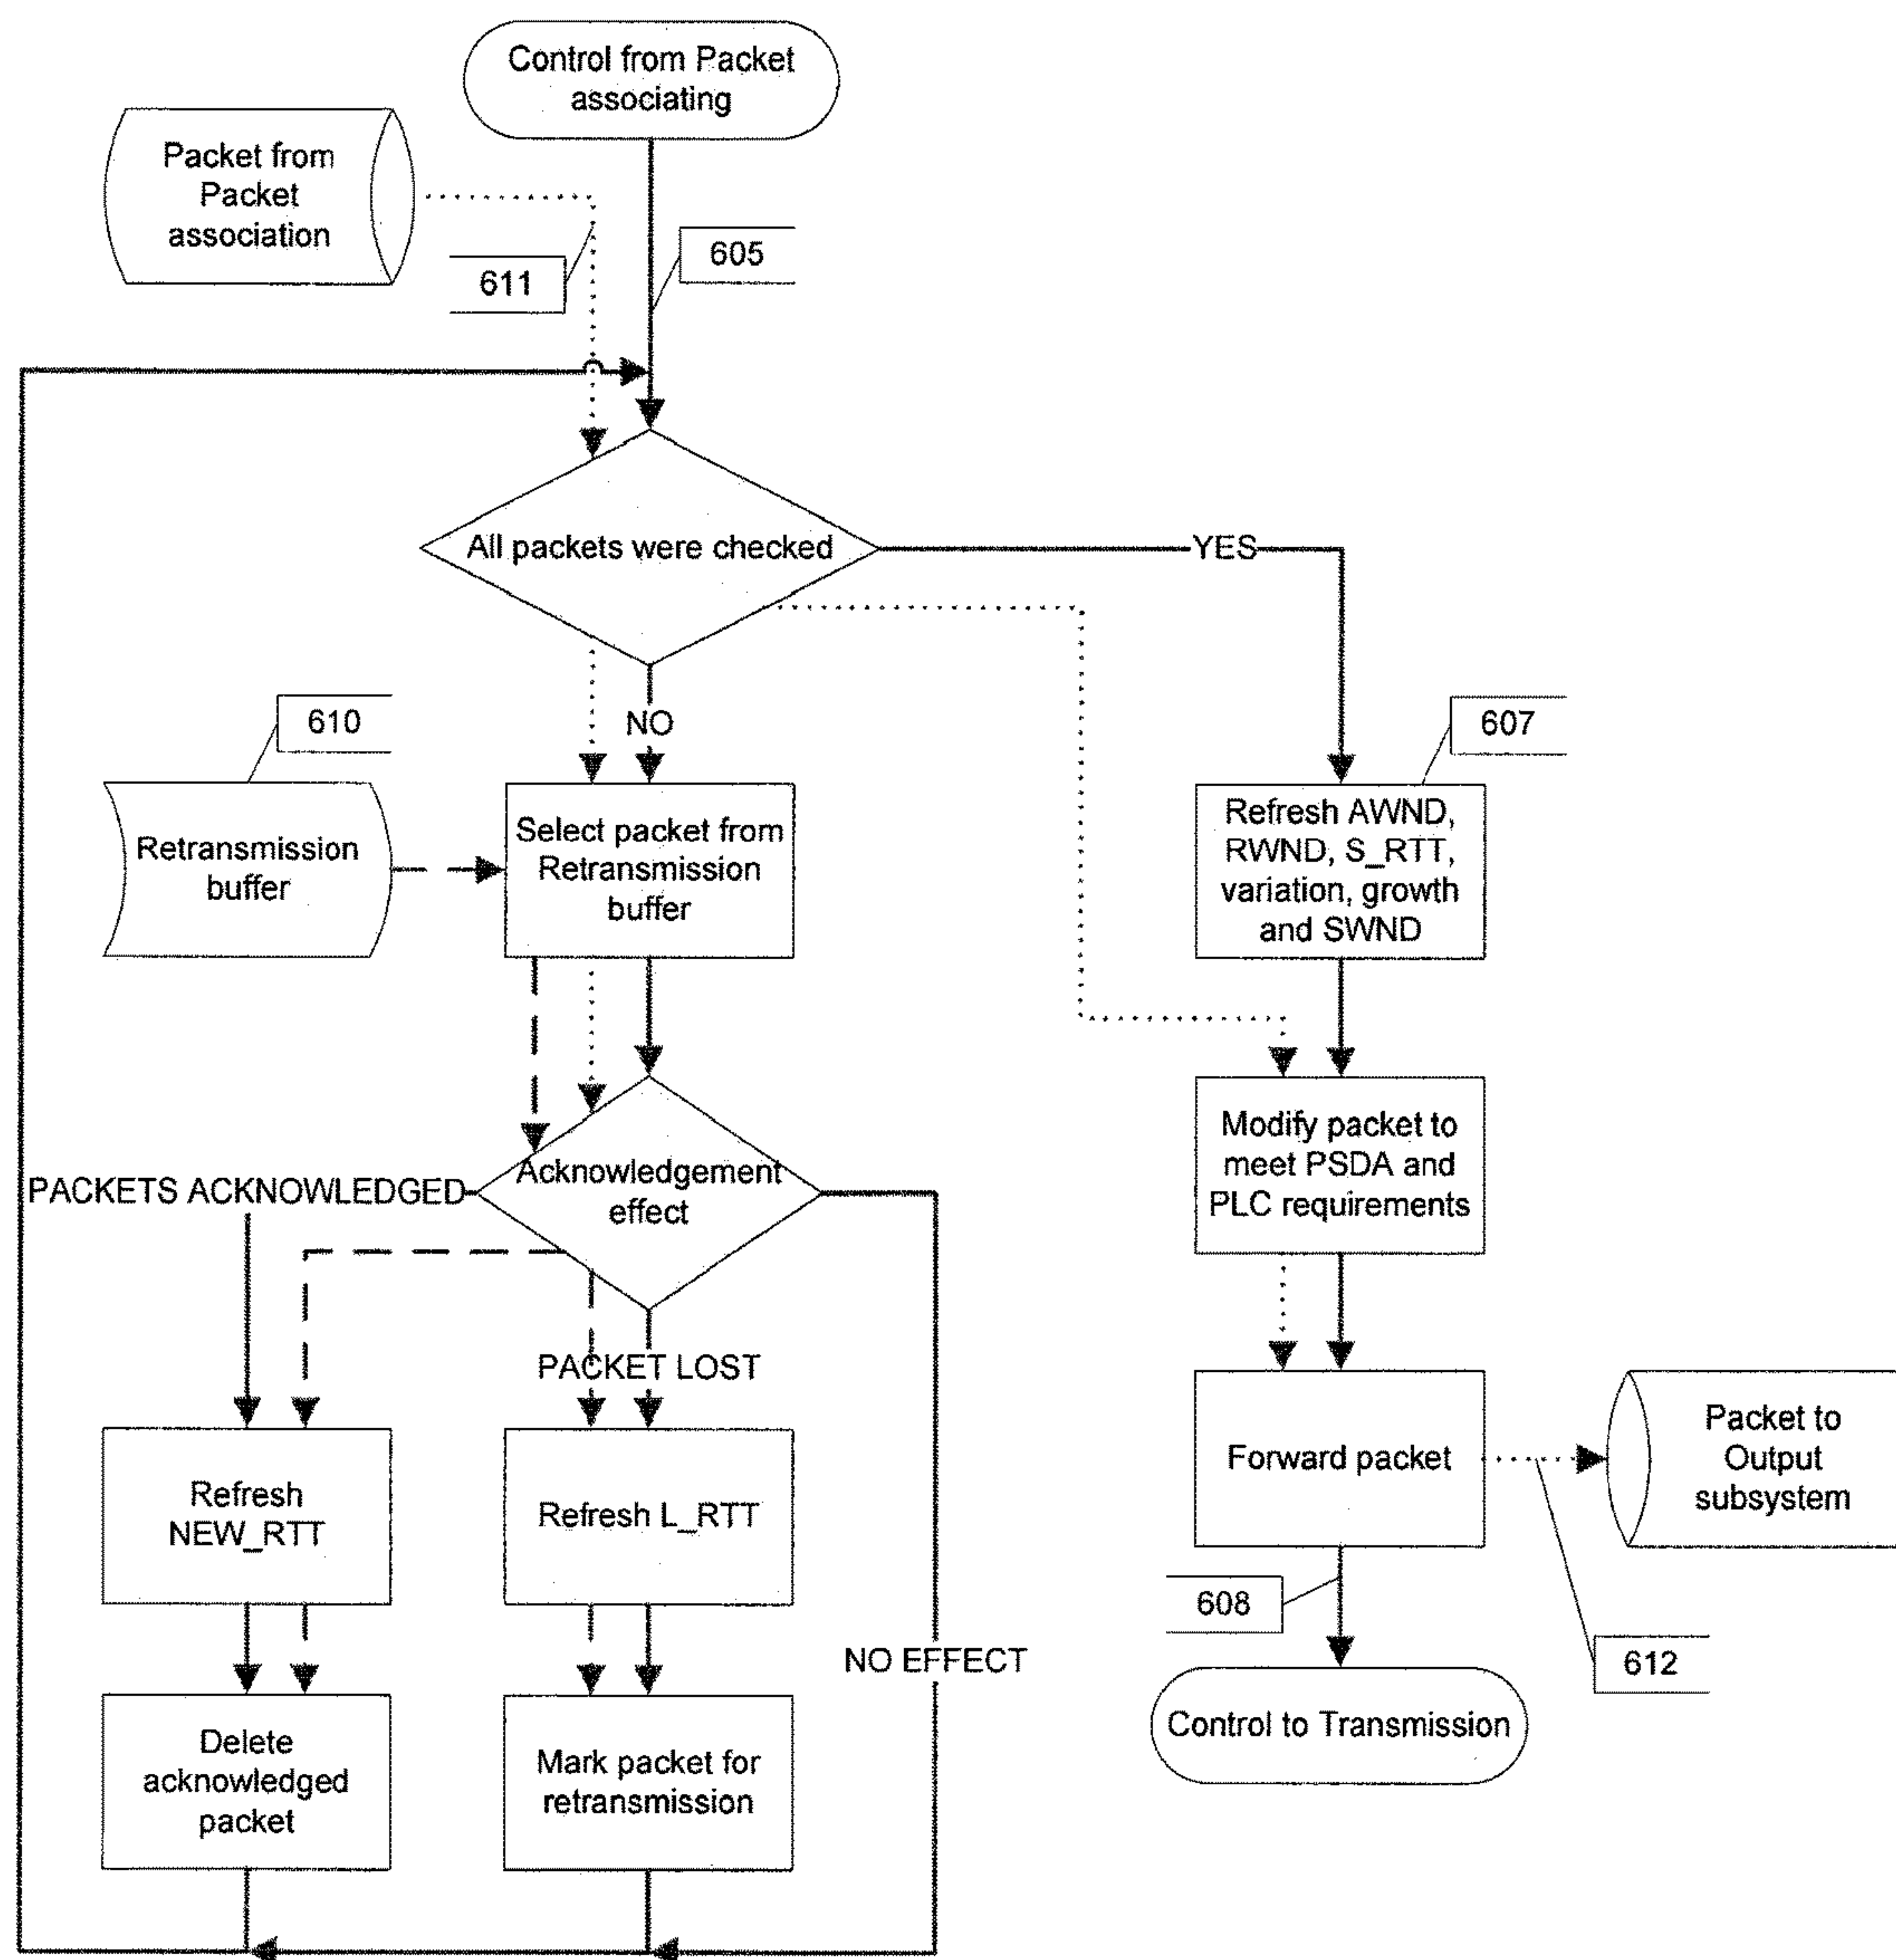 Control from Packet
associating
Packet from
Packet
association
611
605
All packets were checked
YES
NO
610
607
Retransmission
buffer
Select packet from
Retransmission
buffer
Refresh AWND,
RWND, S_RTT,
variation, growth
and SWND
Modify packet to
meet PSDA and
PLC requirements
PACKETS ACKNOWLEDGED
Acknowledgement
effect
PACKET LOST
Refresh
NEW_RTT
Refresh L_RTT
Forward packet
Packet to
Output
subsystem
608
NO EFFECT
612
Delete
acknowledged
packet
Mark packet for
retransmission
Control to Transmission